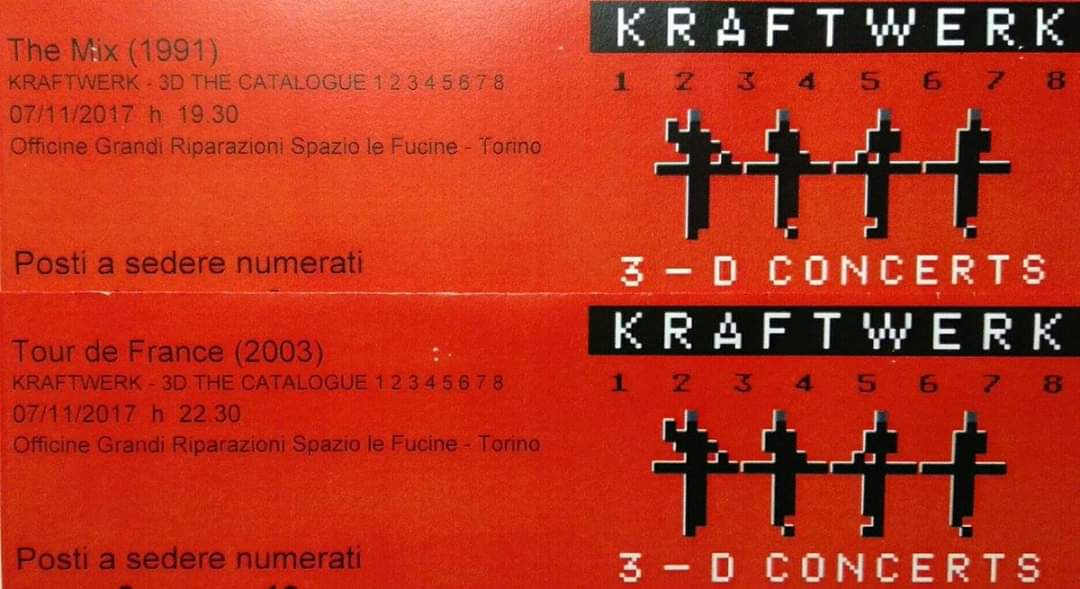 The Mix (1991)
KRAFTWERK - 3D THE CATALOGUE 1 2 3 4 5 6 7 8
07/11/2017 h 19.30
Officine Grandi Riparazioni Spazio le Fucine - Torino
Posti a sedere numerati
KRAFTWERK
1 2 3 4 5 6 7 8
3-D CONCERTS
Tour de France (2003)
KRAFTWERK - 3D THE CATALOGUE 1 2 3 4 5 6 7 8
07/11/2017 h 22.30
Officine Grandi Riparazioni Spazio le Fucine - Torino
Posti a sedere numerati
KRAFTWERK
1 2 3 4 5 6 7 8
3-D CONCERTS